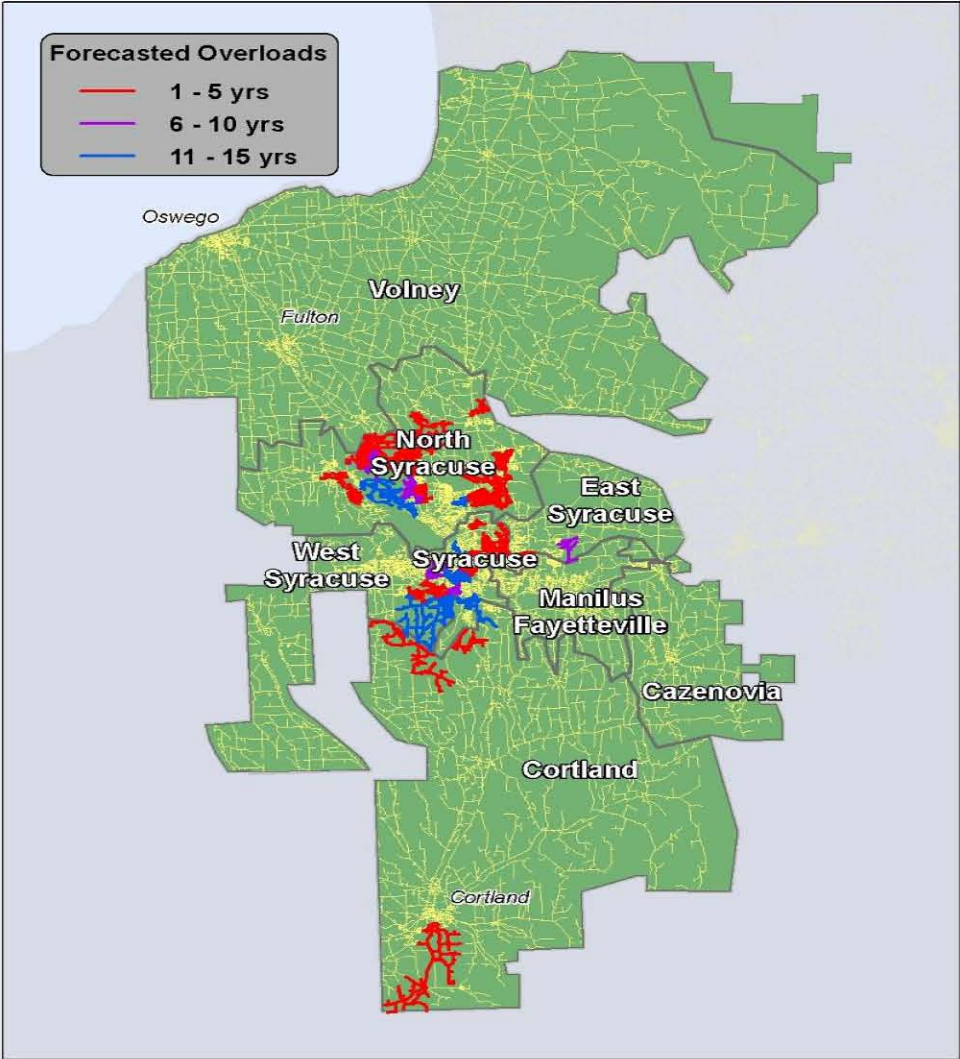 Forecasted Overloads
1 - 5 yrs
6 - 10 yrs
11 - 15 yrs
Oswego
Volney
Fulton
North
Syracuse
East
Syracuse
West
Syracuse
Syracuse
Manilus
Fayetteville
Cazenovia
Cortland
Cortland